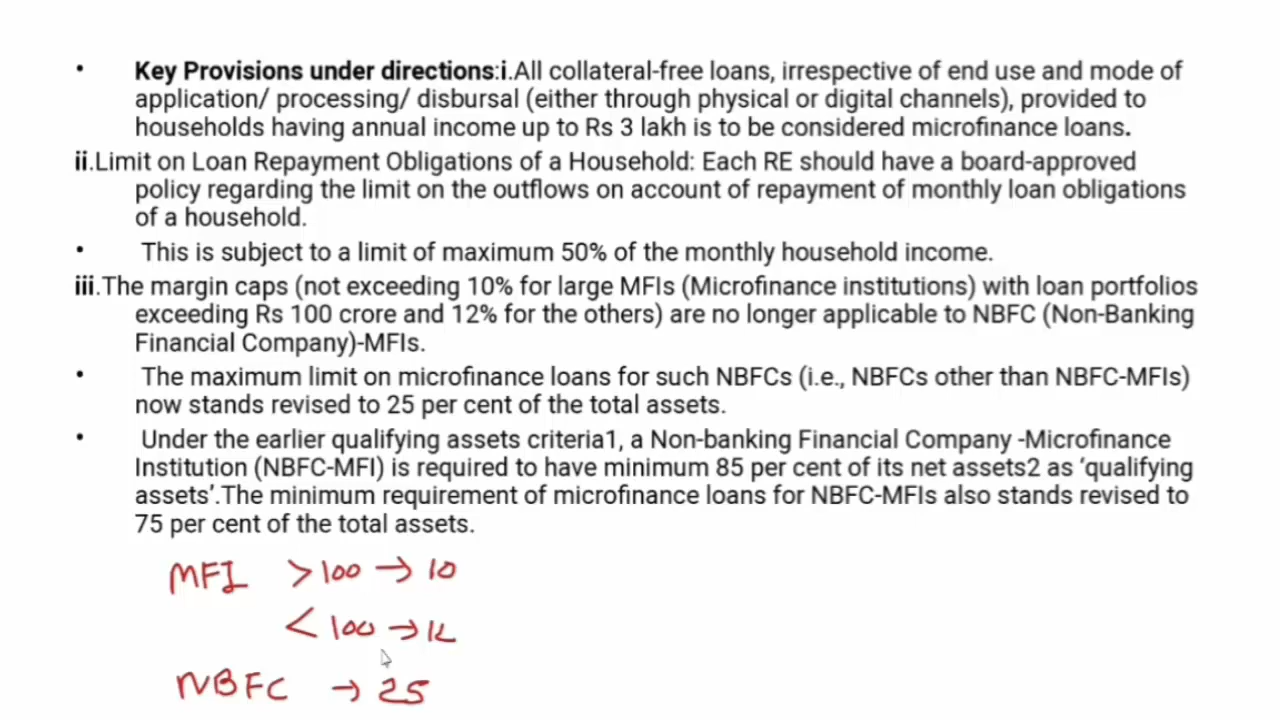 • Key Provisions under directions:i.All collateral-free loans, irrespective of end use and mode of
application/ processing/ disbursal (either through physical or digital channels), provided to
households having annual income up to Rs 3 lakh is to be considered microfinance loans.
ii.Limit on Loan Repayment Obligations of a Household: Each RE should have a board-approved
policy regarding the limit on the outflows on account of repayment of monthly loan obligations
of a household.
• This is subject to a limit of maximum 50% of the monthly household income.
iii.The margin caps (not exceeding 10% for large MFIs (Microfinance institutions) with loan portfolios
exceeding Rs 100 crore and 12% for the others) are no longer applicable to NBFC (Non-Banking
Financial Company)-MFIs.
• The maximum limit on microfinance loans for such NBFCs (i.e., NBFCs other than NBFC-MFIs)
now stands revised to 25 per cent of the total assets.
• Under the earlier qualifying assets criteria1, a Non-banking Financial Company -Microfinance
Institution (NBFC-MFI) is required to have minimum 85 per cent of its net assets2 as ‘qualifying
assets’.The minimum requirement of microfinance loans for NBFC-MFIs also stands revised to
75 per cent of the total assets.
MFI >100 → 10
<100 → 12
NBFC → 25